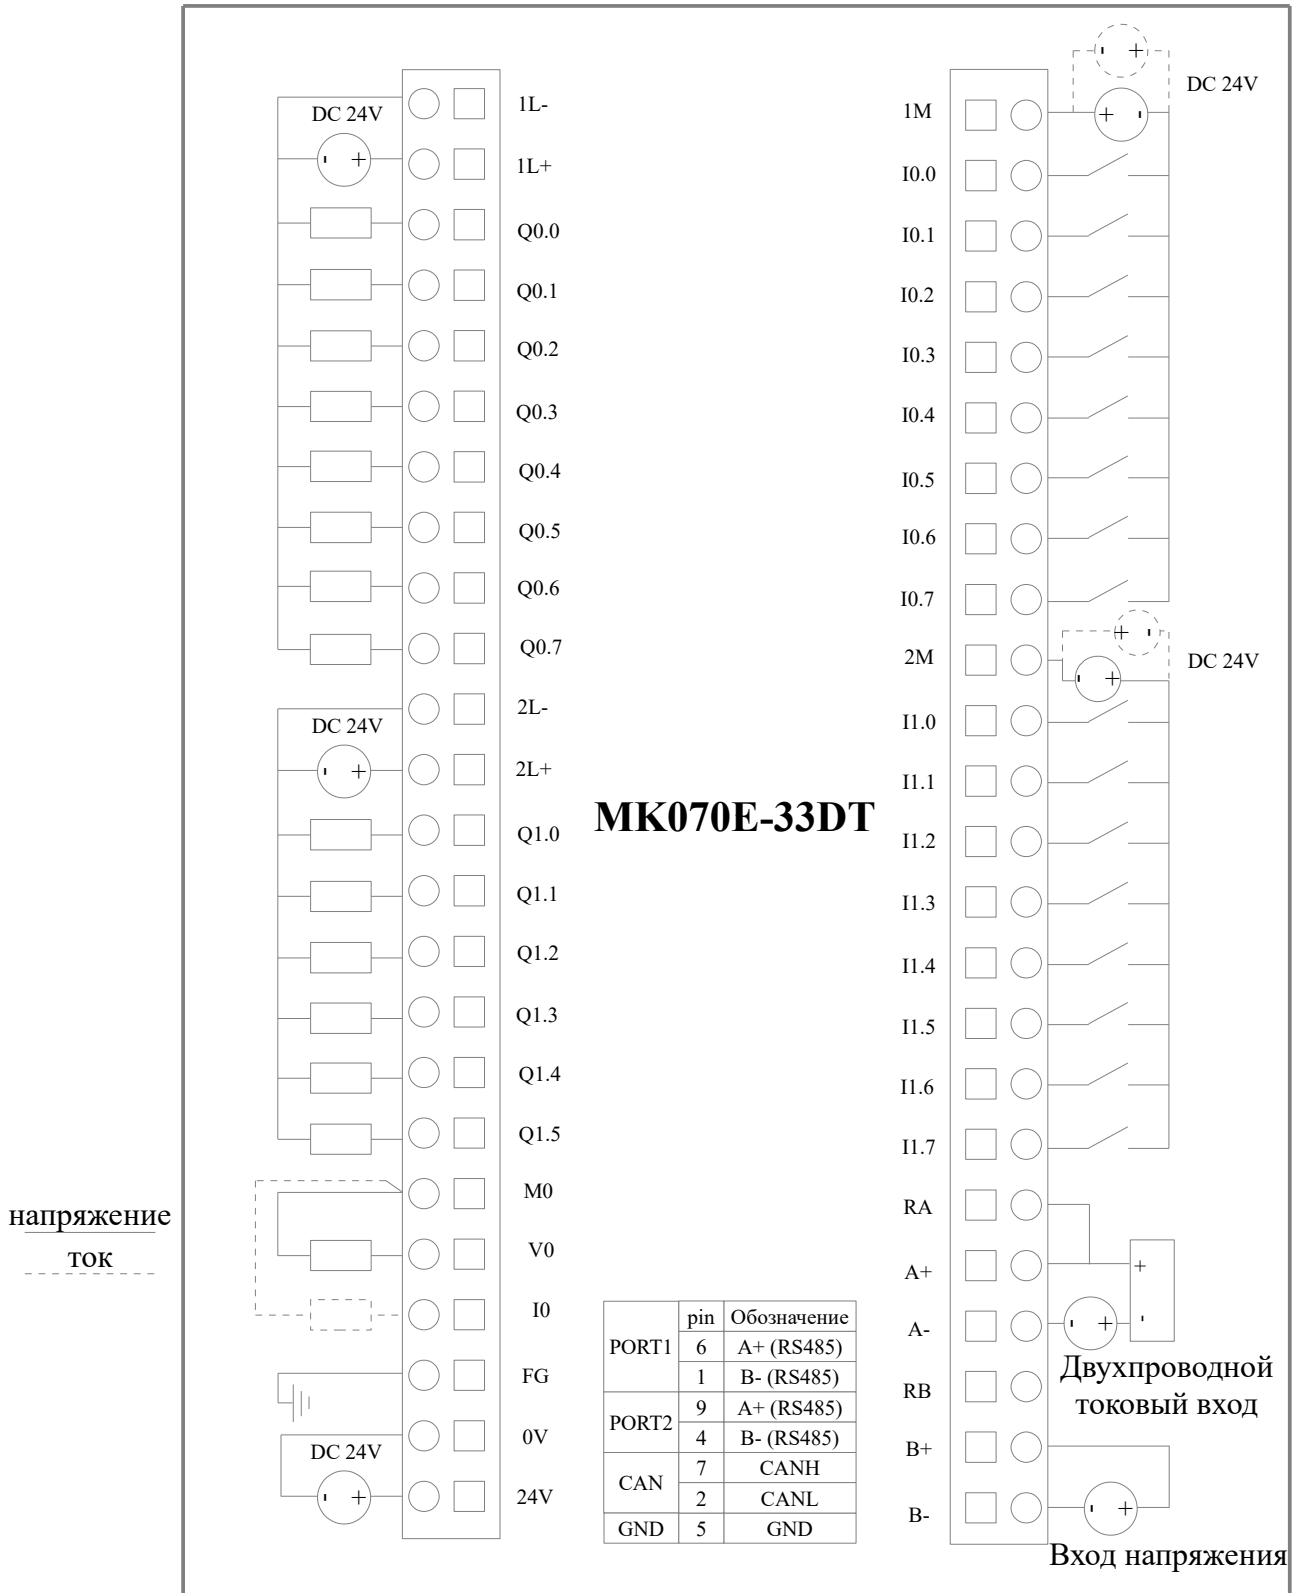 DC 24V
1L-
DC 24V
1M
1L+
I0.0
Q0.0
I0.1
Q0.1
I0.2
Q0.2
I0.3
Q0.3
I0.4
Q0.4
I0.5
Q0.5
I0.6
Q0.6
I0.7
Q0.7
2M
DC 24V
2L-
DC 24V
I1.0
2L+
I1.1
MK070E-33DT
Q1.0
I1.2
Q1.1
I1.3
Q1.2
I1.4
Q1.3
I1.5
Q1.4
I1.6
Q1.5
I1.7
M0
RA
напряжение
V0
ток
A+
I0
A-
FG
RB
0V
DC 24V
B+
24V
B-
pin Обозначение
PORT1 6 A+ (RS485)
1 B- (RS485)
PORT2 9 A+ (RS485)
4 B- (RS485)
CAN 7 CANH
2 CANL
GND 5 GND
Двухпроводной
токовый вход
Вход напряжения